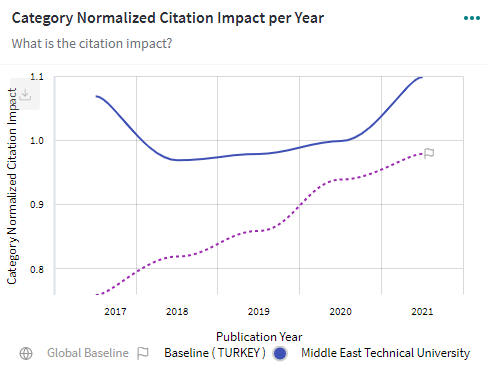 Category Normalized Citation Impact per Year
What is the citation impact?
Category Normalized Citation Impact
1.1
1.0
0.9
0.8
2017 2018 2019 2020 2021
Publication Year
Global Baseline Baseline ( TURKEY ) Middle East Technical University